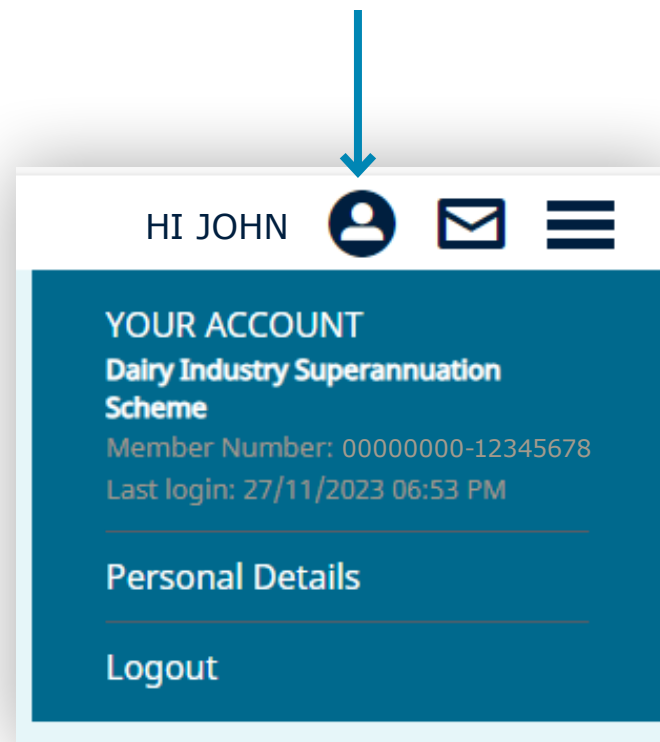 HI JOHN
YOUR ACCOUNT
Dairy Industry Superannuation
Scheme
Member Number: 00000000-12345678
Last login: 27/11/2023 06:53 PM
Personal Details
Logout